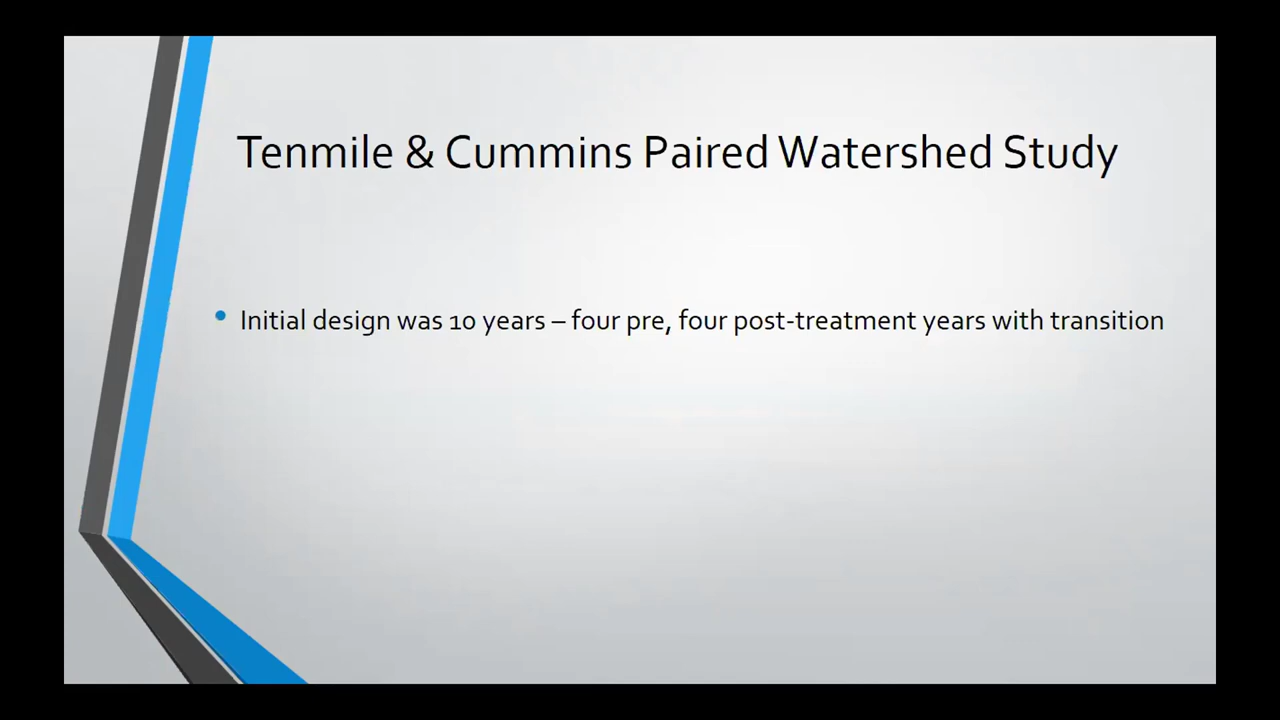 Tenmile & Cummins Paired Watershed Study
• Initial design was 10 years – four pre, four post-treatment years with transition